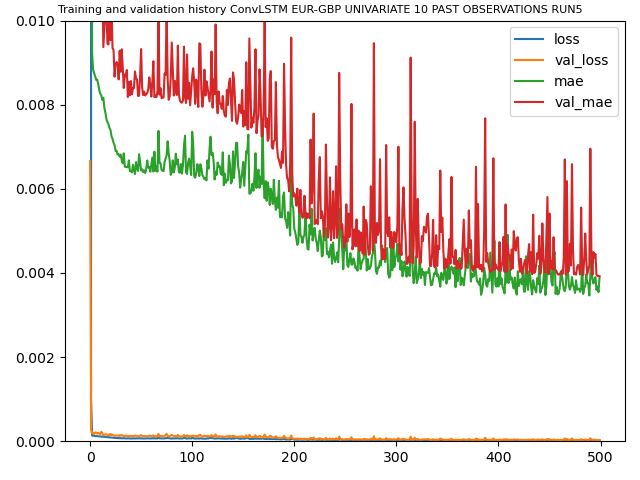 Training and validation history ConvLSTM EUR-GBP UNIVARIATE 10 PAST OBSERVATIONS RUN5
0.010
0.008
0.006
0.004
0.002
0.000
loss
val_loss
mae
val_mae
0
100
200
300
400
500